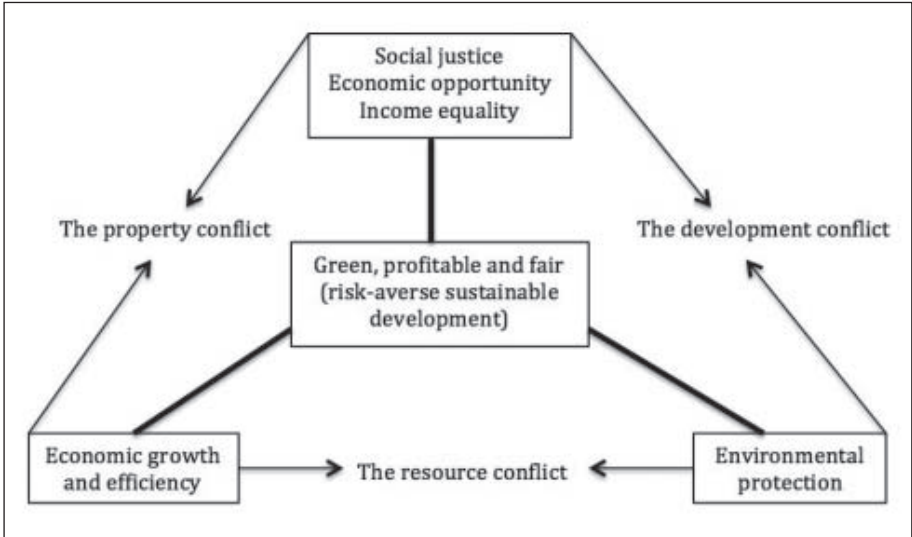 Social justice
Economic opportunity
Income equality
The property conflict
The development conflict
Green, profitable and fair
(risk-averse sustainable
development)
Economic growth
and efficiency
The resource conflict
Environmental
protection